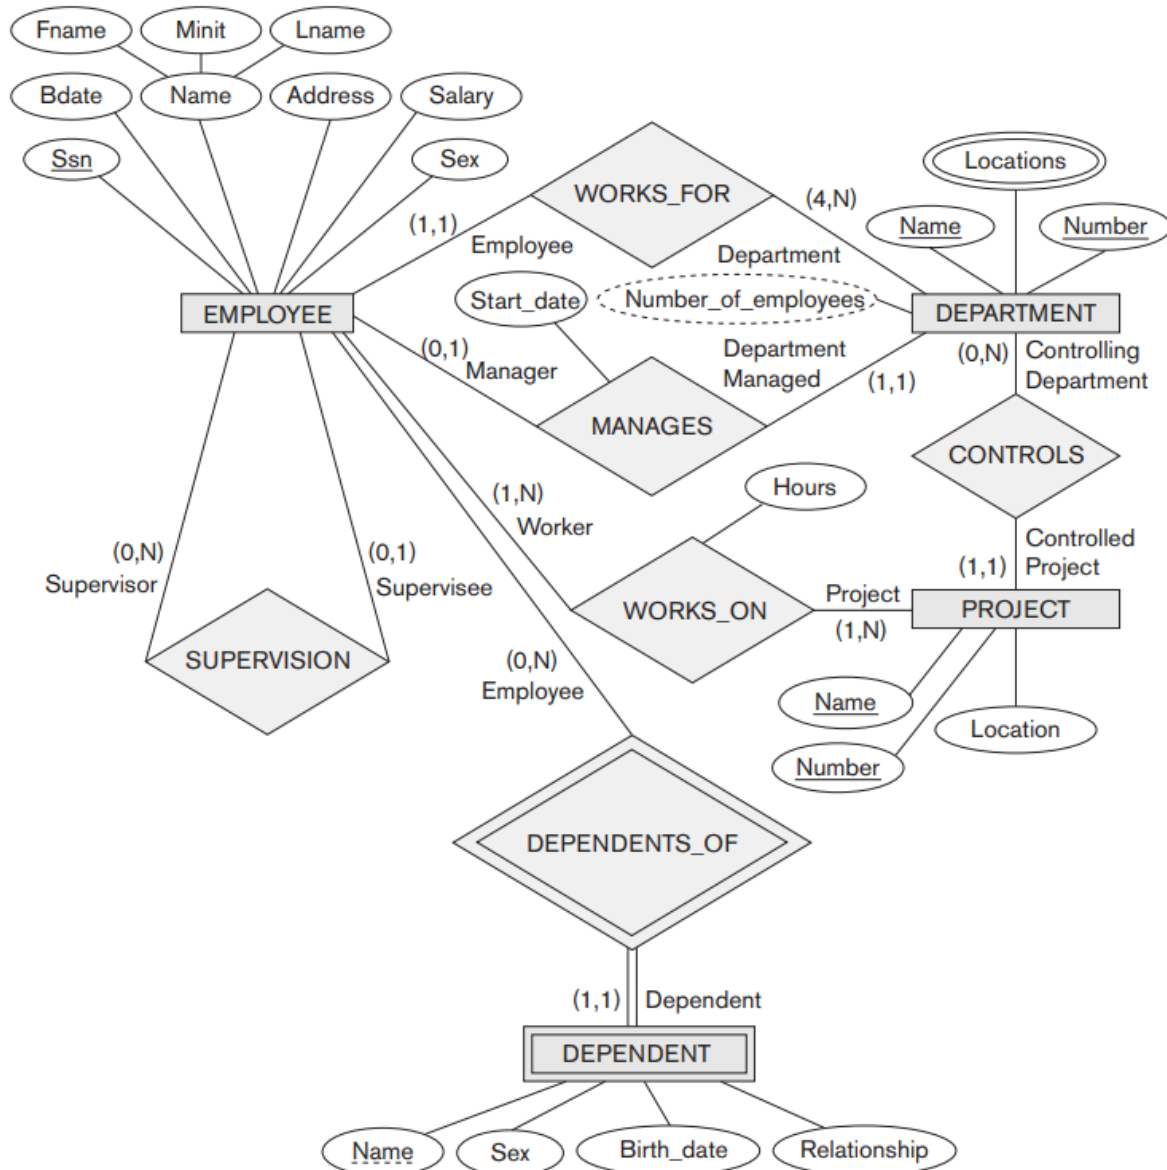 Fname
Minit
Lname
Bdate
Name
Address
Salary
Ssn
Sex
WORKS_FOR
Locations
Name
Number
(1,1)
Employee
(4,N)
Department
Start_date
Number_of_employees
EMPLOYEE
DEPARTMENT
(0,1)
Manager
Department
Managed
(1,1)
(0,N)
Controlling
Department
MANAGES
CONTROLS
Hours
(1,N)
Worker
(0,N)
Supervisor
(0,1)
Supervisee
Controlled
Project
(1,1)
Project
(1,N)
WORKS_ON
PROJECT
SUPERVISION
(0,N)
Employee
Name
Location
Number
DEPENDENTS_OF
(1,1)
Dependent
DEPENDENT
Name
Sex
Birth_date
Relationship